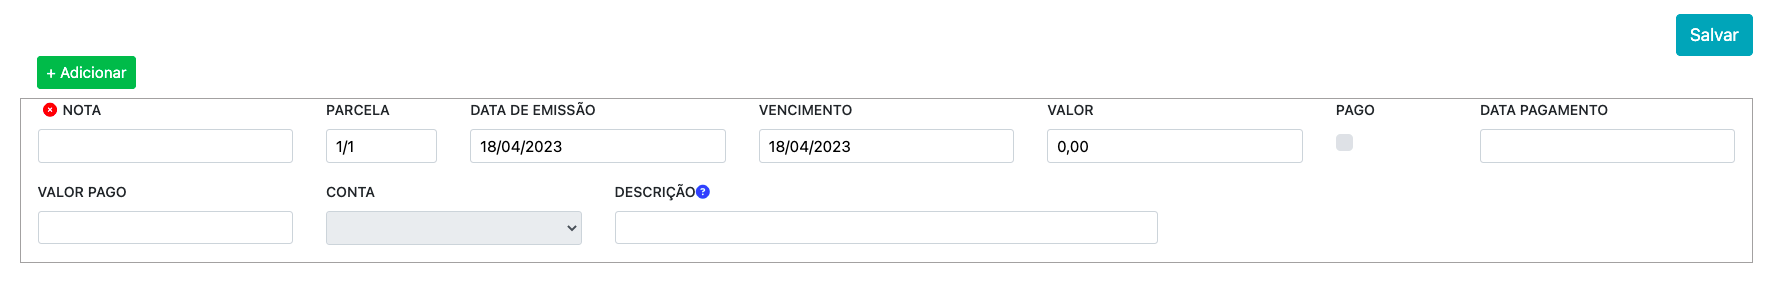 Salvar
+ Adicionar
NOTA PARCELA DATA DE EMISSÃO VENCIMENTO VALOR PAGO DATA PAGAMENTO
1/1 18/04/2023 18/04/2023 0,00
VALOR PAGO CONTA DESCRIÇÃO?